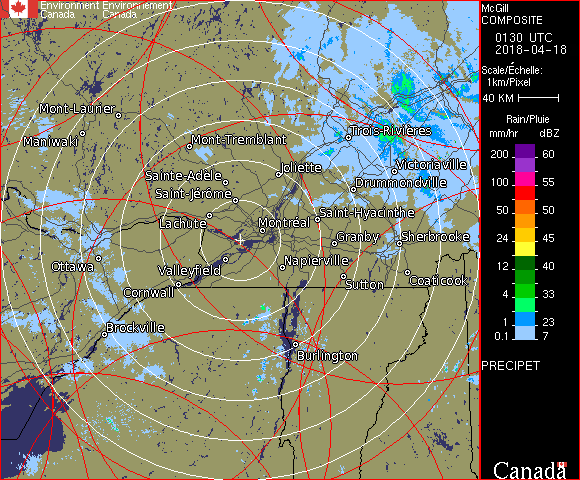 Environment Environnement
Canada Canada
McGill
COMPOSITE
0130 UTC
2018-04-18
Scale/Échelle:
1km/Pixel
40 KM
Rain/Pluie
mm/hr dBZ
200 60
100 55
50 50
24 45
12 40
4 33
1 23
0.1 7
PRECIPET
Canada
Mont-Laurier
Maniwaki
Mont-Tremblant
Trois-Rivières
Joliette
Victoriaville
Sainte-Adèle
Drummondville
Saint-Jérôme
Saint-Hyacinthe
Lachute
Montréal
Granby
Sherbrooke
Ottawa
Valleyfield
Napierville
Sutton
Coaticook
Cornwall
Brockville
Burlington